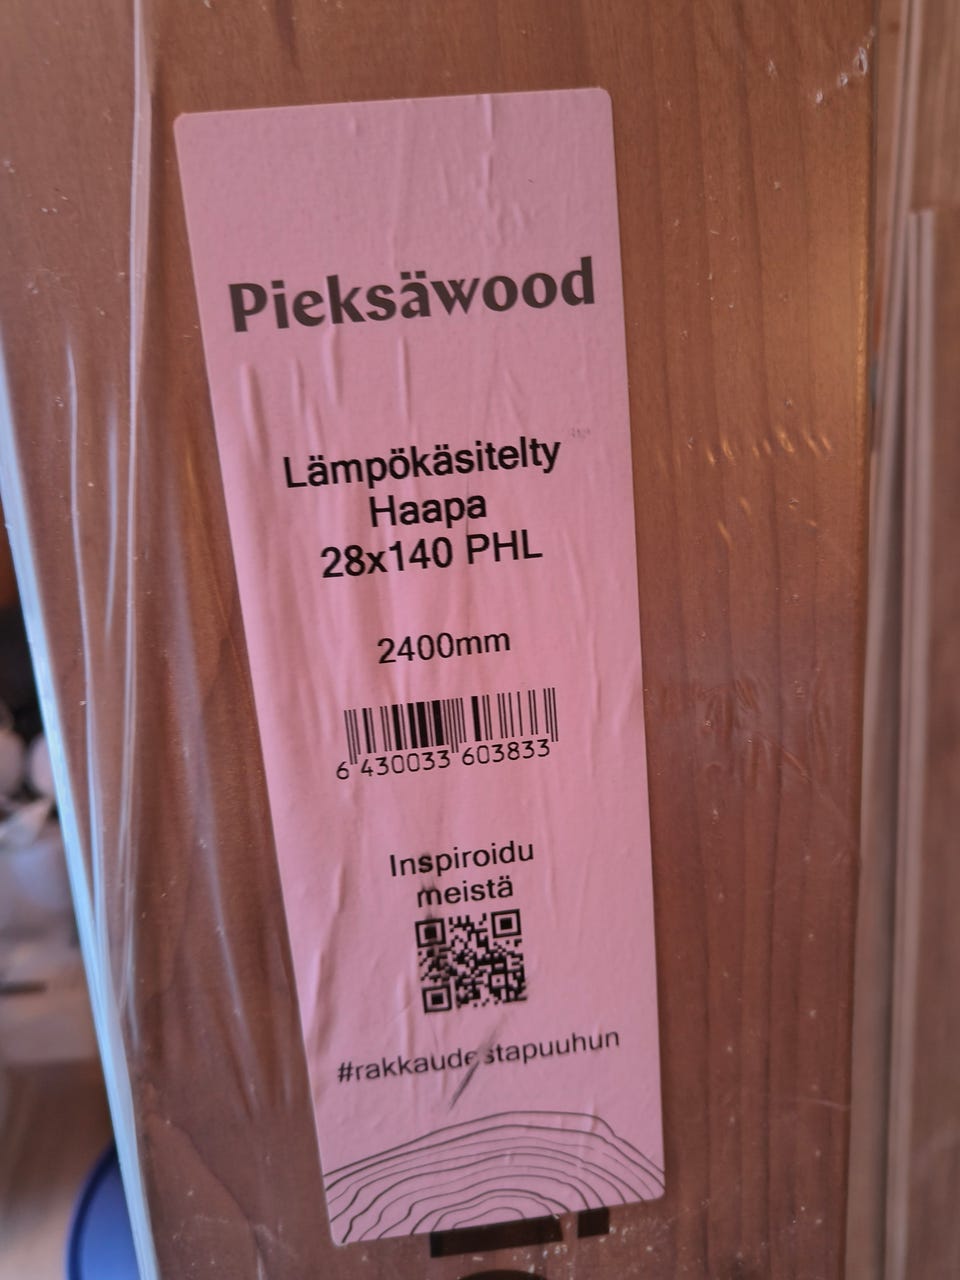 Pieksäwood
Lämpökäsitelty
Haapa
28x140 PHL
2400mm
6 430033 603833
Inspiroidu
meistä
#rakkaudestapuuhun